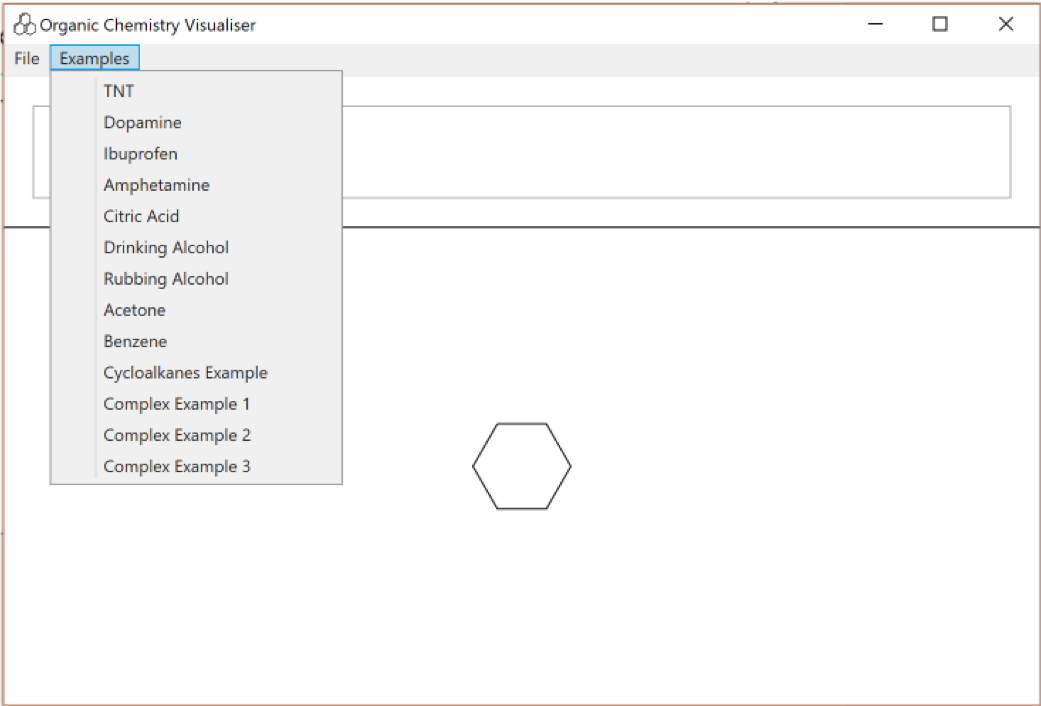 Organic Chemistry Visualiser
File Examples
TNT
Dopamine
Ibuprofen
Amphetamine
Citric Acid
Drinking Alcohol
Rubbing Alcohol
Acetone
Benzene
Cycloalkanes Example
Complex Example 1
Complex Example 2
Complex Example 3